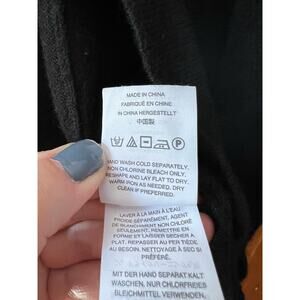 MADE IN CHINA
FABRIQUÉ EN CHINE
IN CHINA HERGESTELLT
中国製
HAND WASH COLD SEPARATELY,
NON CHLORINE BLEACH ONLY,
RESHAPE AND LAY FLAT TO DRY.
WARM IRON AS NEEDED. DRY
CLEAN IF PREFERRED.
LAVER À LA MAIN À L'EAU
FROIDE SÉPARÉMENT, AGENT
DE BLANCHIMENT NON CHLORÉ
SEULEMENT. REMETTRE EN
FORME ET LAISSER SÉCHER À
PLAT. REPASSER AU FER TIÈDE
AU BESOIN. À SEC SI
PRÉFÉRÉ.
MIT DER HAND SEPARAT KALT
WASCHEN, NUR CHLORFREIES
BLEICHMITTEL VERWENDEN,